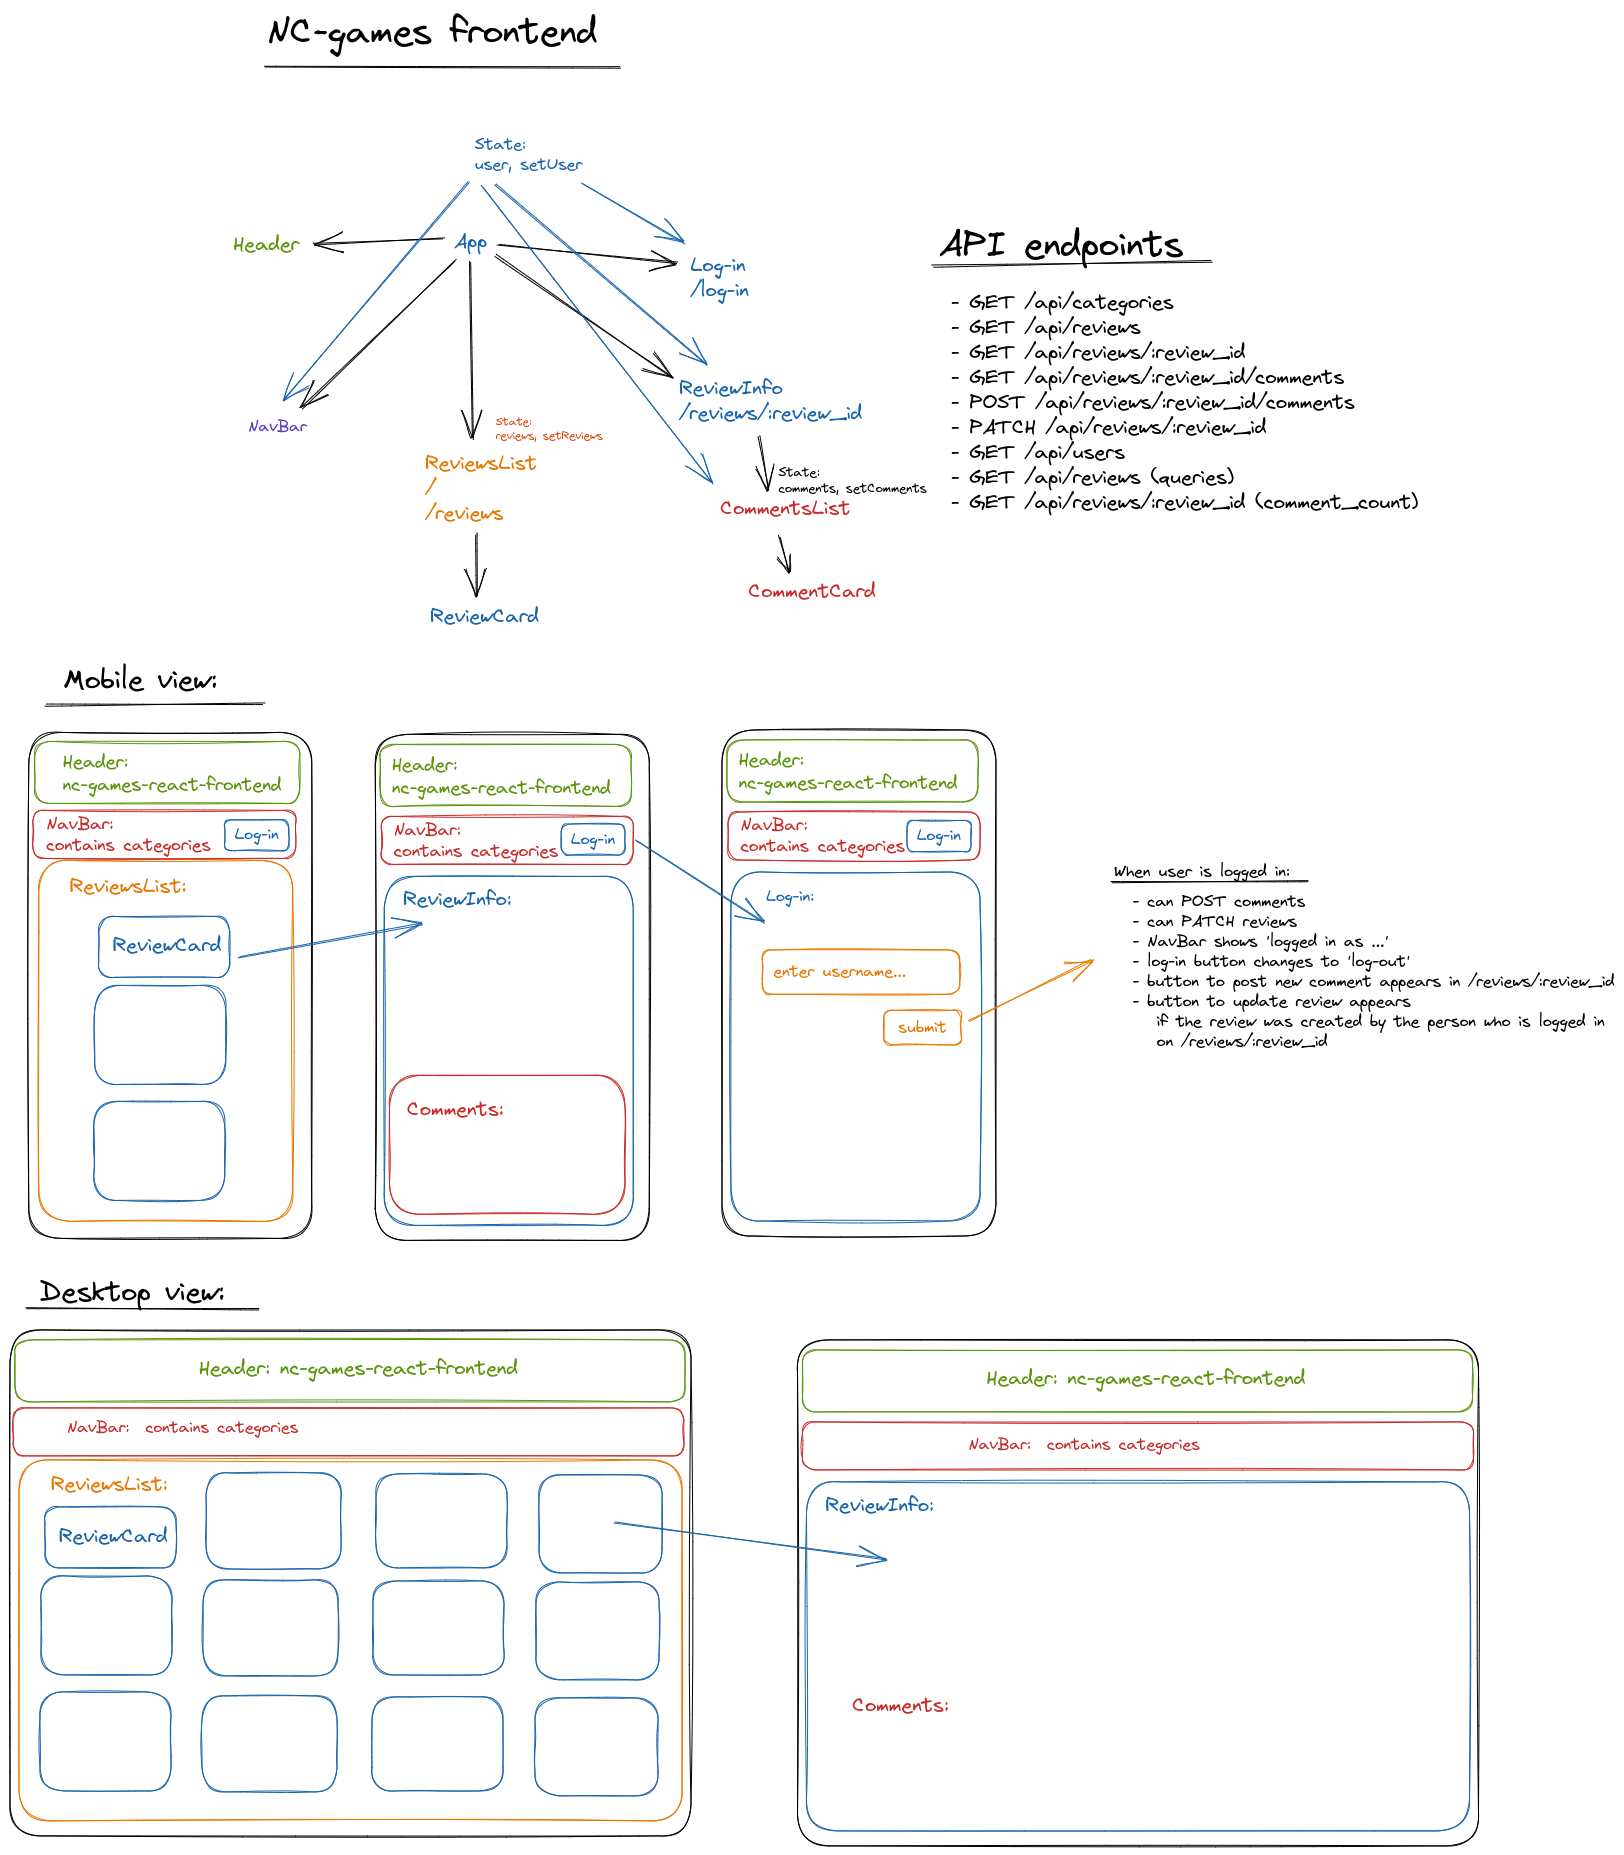 NC-games frontend
State:
user, setUser
Header
App
Log-in
/log-in
NavBar
State:
reviews, setReviews
ReviewsList
/
/reviews
ReviewCard
ReviewInfo
/reviews/:review_id
State:
comments, setComments
CommentsList
CommentCard
API endpoints
- GET /api/categories
- GET /api/reviews
- GET /api/reviews/:review_id
- GET /api/reviews/:review_id/comments
- POST /api/reviews/:review_id/comments
- PATCH /api/reviews/:review_id
- GET /api/users
- GET /api/reviews (queries)
- GET /api/reviews/:review_id (comment_count)
Mobile view:
Header:
nc-games-react-frontend
NavBar:
contains categories
Log-in
ReviewsList:
ReviewCard
Header:
nc-games-react-frontend
NavBar:
contains categories
Log-in
ReviewInfo:
Comments:
Header:
nc-games-react-frontend
NavBar:
contains categories
Log-in
Log-in:
enter username...
submit
When user is logged in:
- can POST comments
- can PATCH reviews
- NavBar shows 'logged in as ...'
- log-in button changes to 'log-out'
- button to post new comment appears in /reviews/:review_id
- button to update review appears
if the review was created by the person who is logged in
on /reviews/:review_id
Desktop view:
Header: nc-games-react-frontend
NavBar: contains categories
ReviewsList:
ReviewCard
Header: nc-games-react-frontend
NavBar: contains categories
ReviewInfo:
Comments: